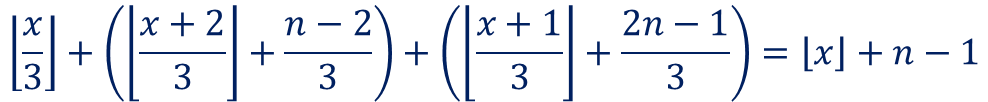 ⌊x/3⌋ + (⌊(x + 2)/3⌋ + (n − 2)/3) + (⌊(x + 1)/3⌋ + (2n − 1)/3) = ⌊x⌋ + n − 1